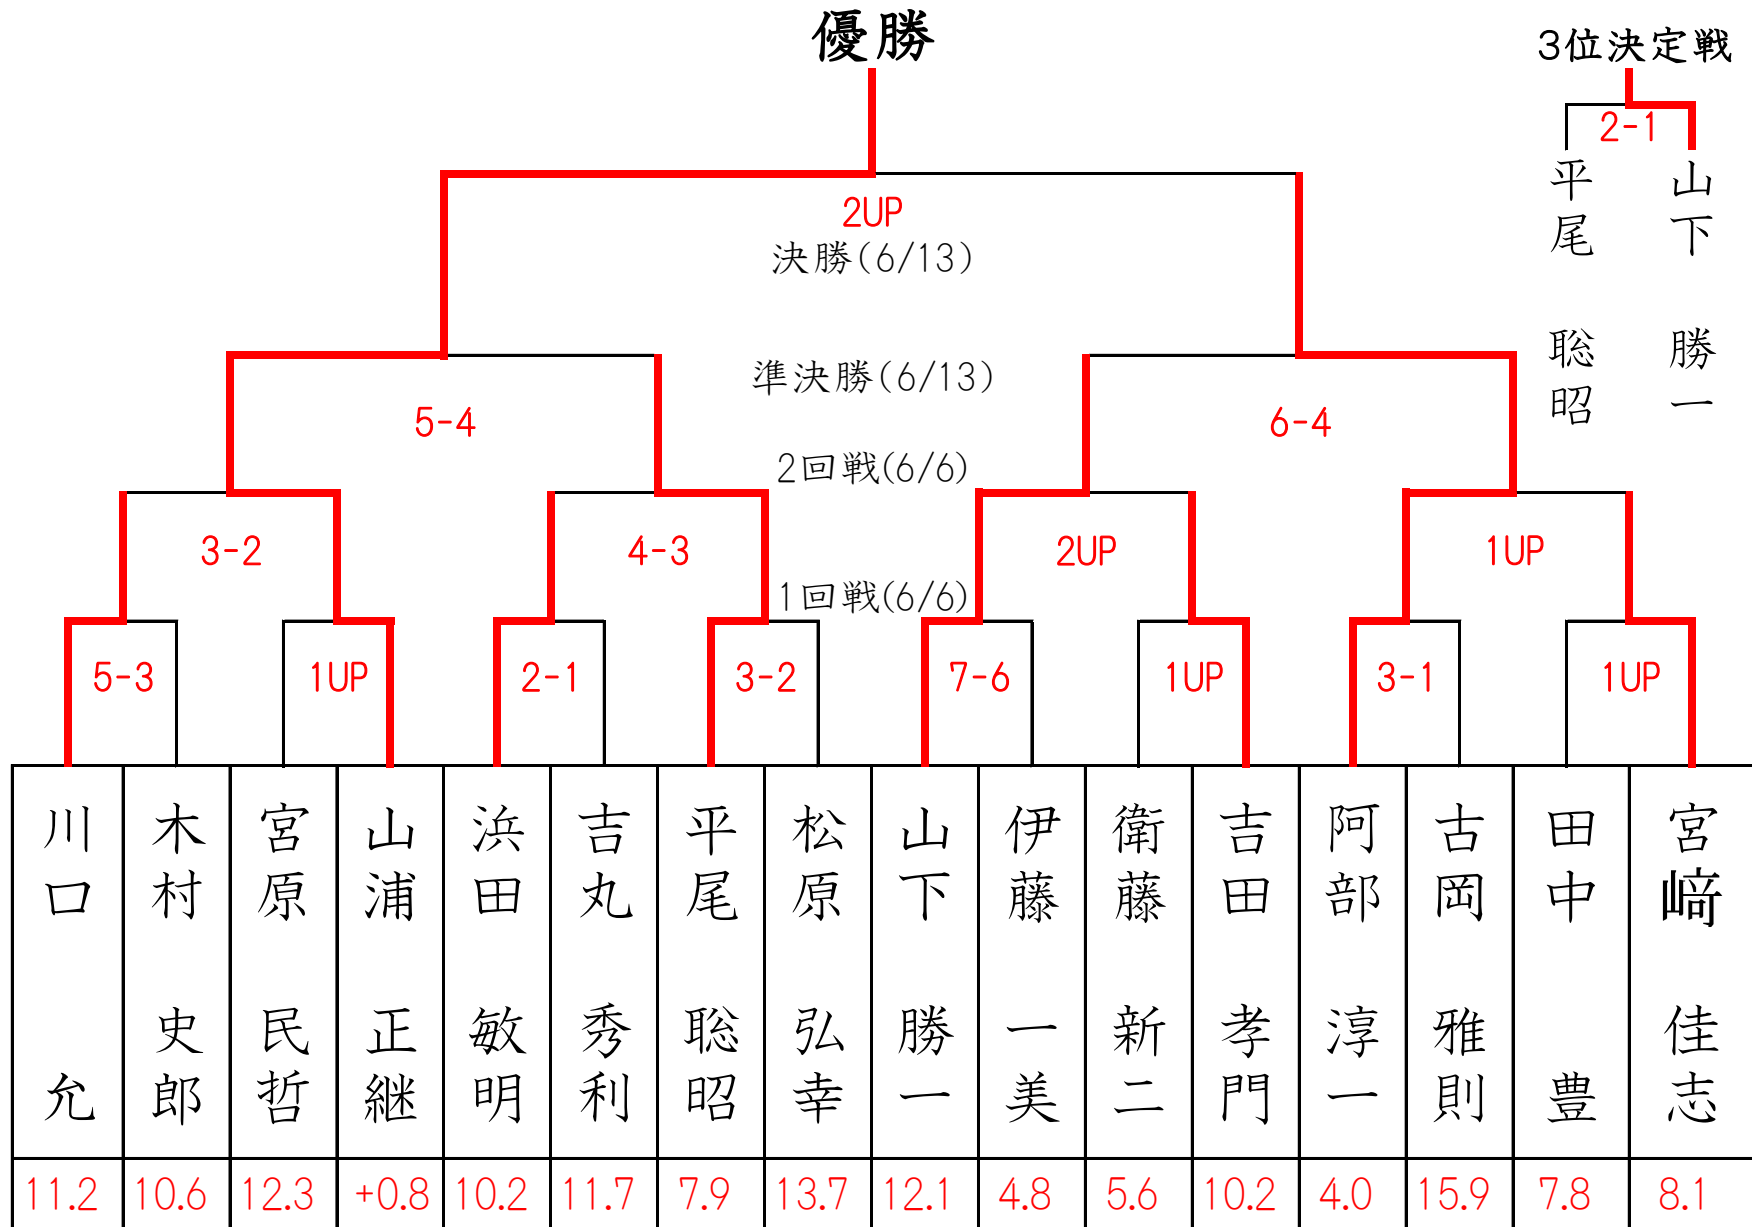 優勝
3位決定戦
2-1
平尾 聡昭
山下 勝一
2UP
決勝(6/13)
準決勝(6/13)
5-4
6-4
2回戦(6/6)
3-2
4-3
2UP
1UP
1回戦(6/6)
5-3
1UP
2-1
3-2
7-6
1UP
3-1
1UP
川口 允
木村 史郎
宮原 民哲
山浦 正継
浜田 敏明
吉丸 秀利
平尾 聡昭
松原 弘幸
山下 勝一
伊藤 一美
衛藤 新二
吉田 孝門
阿部 淳一
古岡 雅則
田中 豊
宮﨑 佳志
11.2
10.6
12.3
+0.8
10.2
11.7
7.9
13.7
12.1
4.8
5.6
10.2
4.0
15.9
7.8
8.1